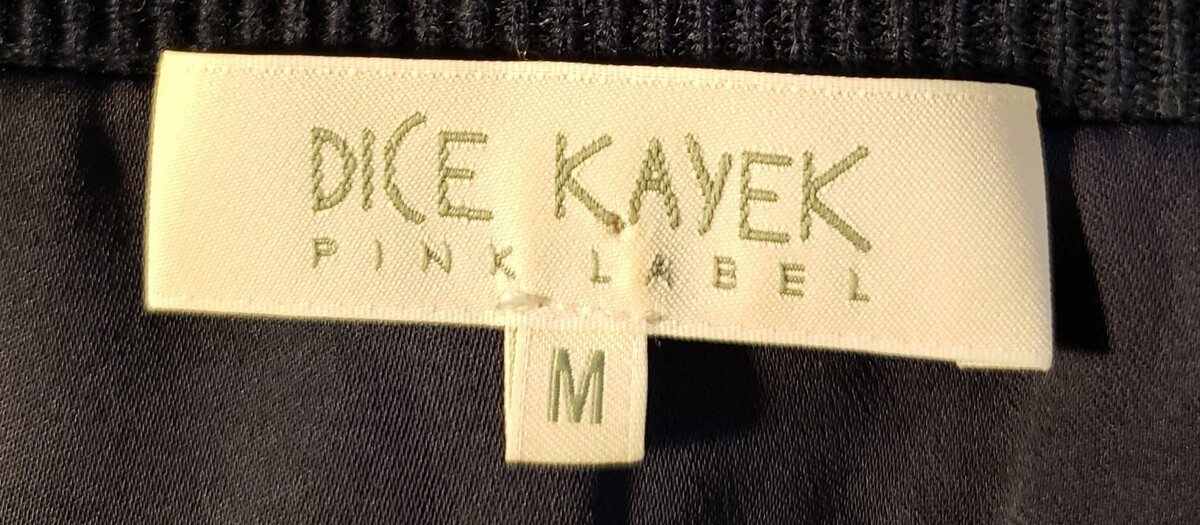 DICE KAYEK
PINK LABEL
M